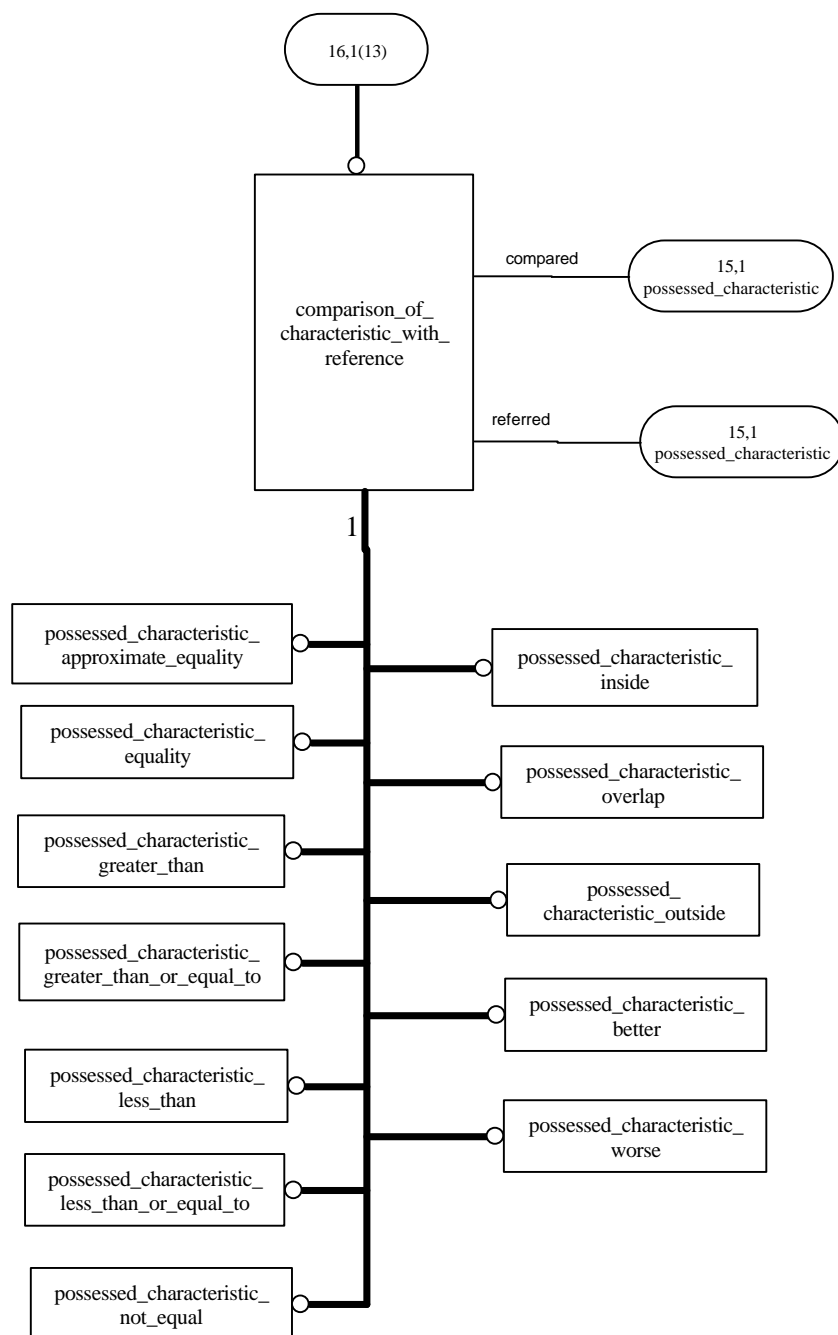 16,1(13)
compared
15,1
possessed_characteristic
comparison_of_
characteristic_with_
reference
referred
15,1
possessed_characteristic
1
possessed_characteristic_
approximate_equality
possessed_characteristic_
inside
possessed_characteristic_
equality
possessed_characteristic_
overlap
possessed_characteristic_
greater_than
possessed_
characteristic_outside
possessed_characteristic_
greater_than_or_equal_to
possessed_characteristic_
better
possessed_characteristic_
less_than
possessed_characteristic_
worse
possessed_characteristic_
less_than_or_equal_to
possessed_characteristic_
not_equal